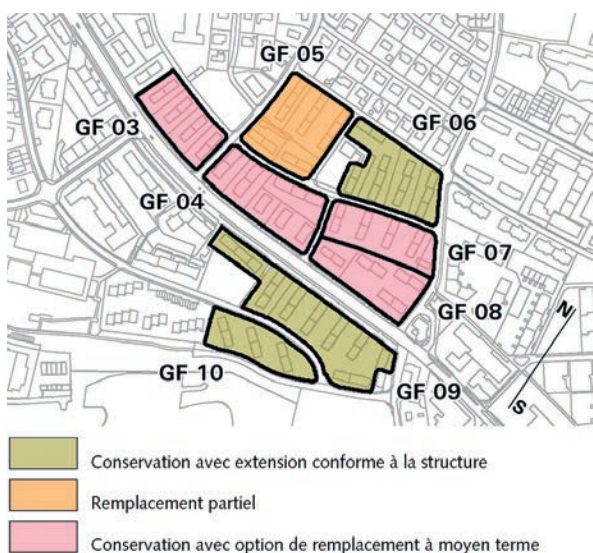 GF 05
GF 06
GF 03
GF 04
GF 07
GF 08
N
S
GF 10
GF 09
Conservation avec extension conforme à la structure
Remplacement partiel
Conservation avec option de remplacement à moyen terme